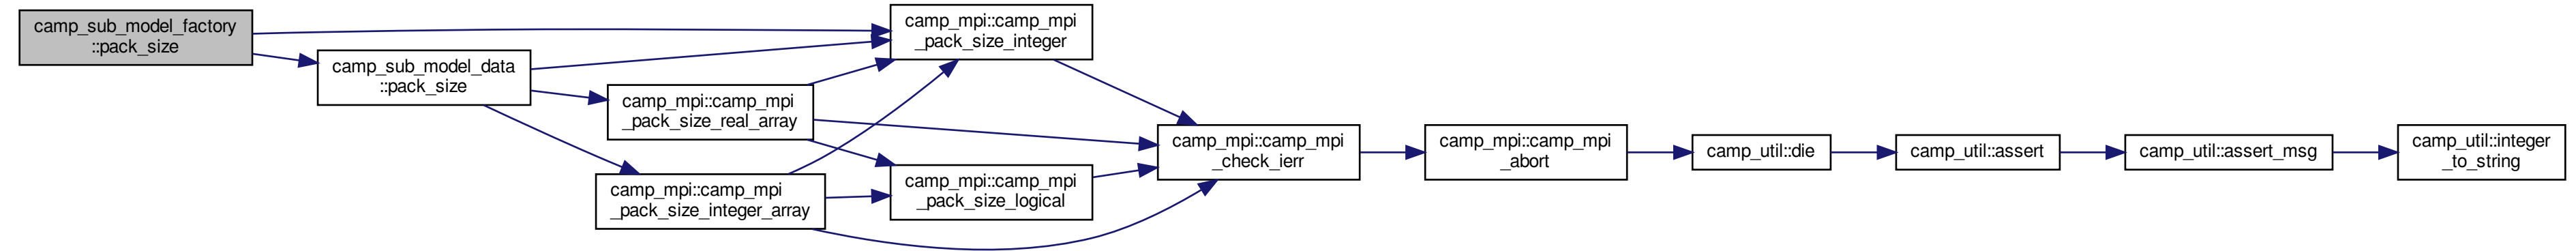 camp_sub_model_factory
::pack_size
camp_sub_model_data
::pack_size
camp_mpi::camp_mpi
_pack_size_integer
camp_mpi::camp_mpi
_pack_size_real_array
camp_mpi::camp_mpi
_pack_size_integer_array
camp_mpi::camp_mpi
_pack_size_logical
camp_mpi::camp_mpi
_check_ierr
camp_mpi::camp_mpi
_abort
camp_util::die
camp_util::assert
camp_util::assert_msg
camp_util::integer
_to_string